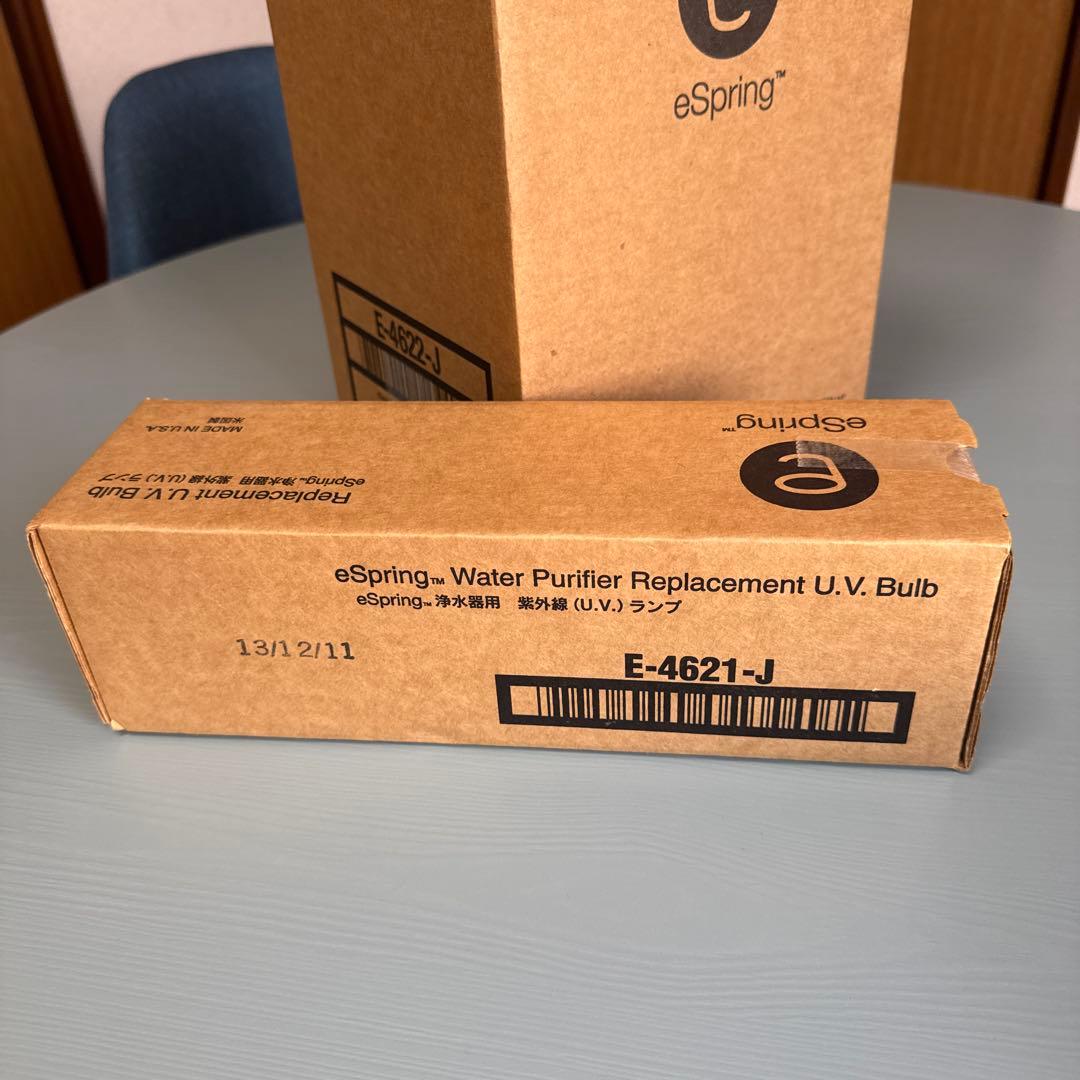 eSpring™
E-4622-J
eSpring™
MADE IN U.S.A.
米国製
Replacement U.V. Bulb
eSpring™ 浄水器用 紫外線 (U.V.) ランプ
eSpring™ Water Purifier Replacement U.V. Bulb
eSpring™ 浄水器用 紫外線 (U.V.) ランプ
13/12/11
E-4621-J